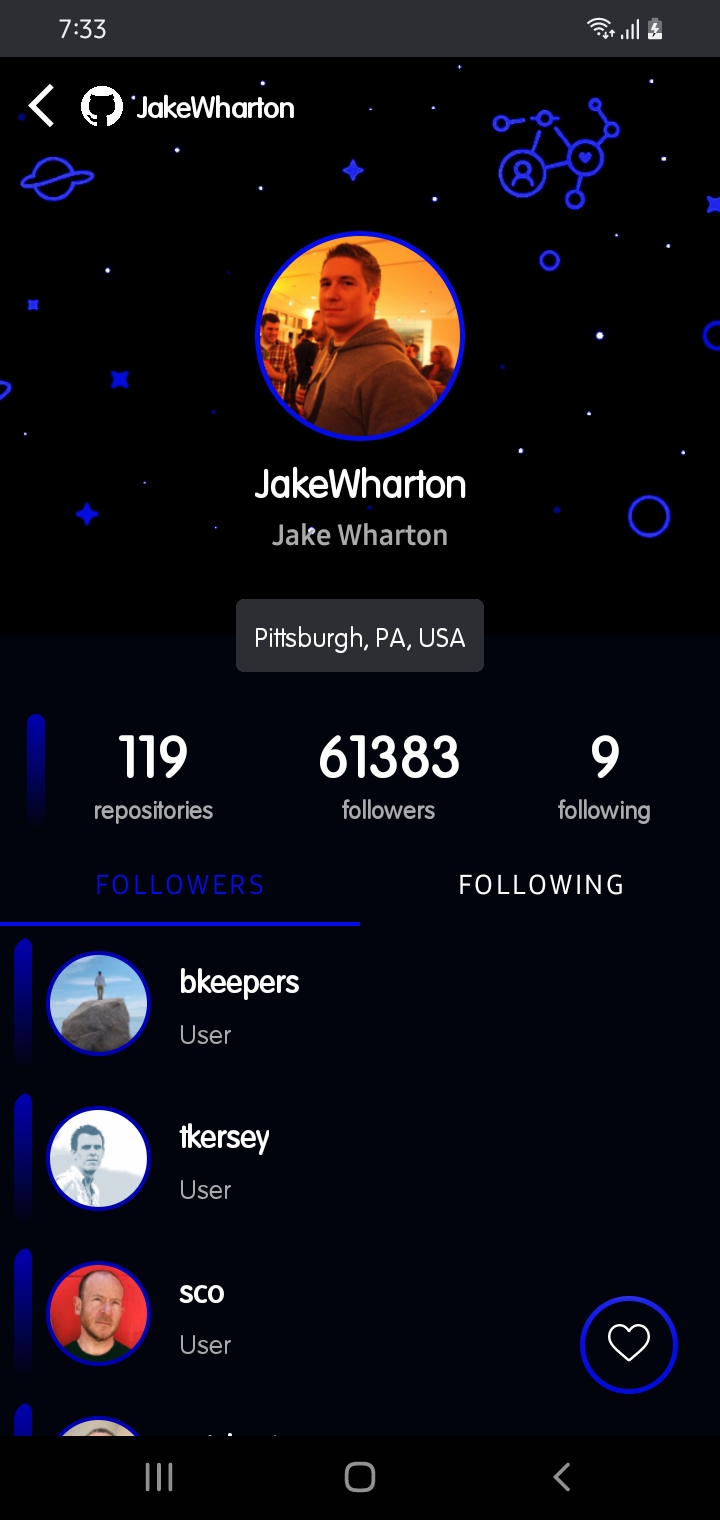 7:33
JakeWharton
JakeWharton
Jake Wharton
Pittsburgh, PA, USA
119 61383 9
repositories followers following
FOLLOWERS FOLLOWING
bkeepers
User
tkersey
User
sco
User